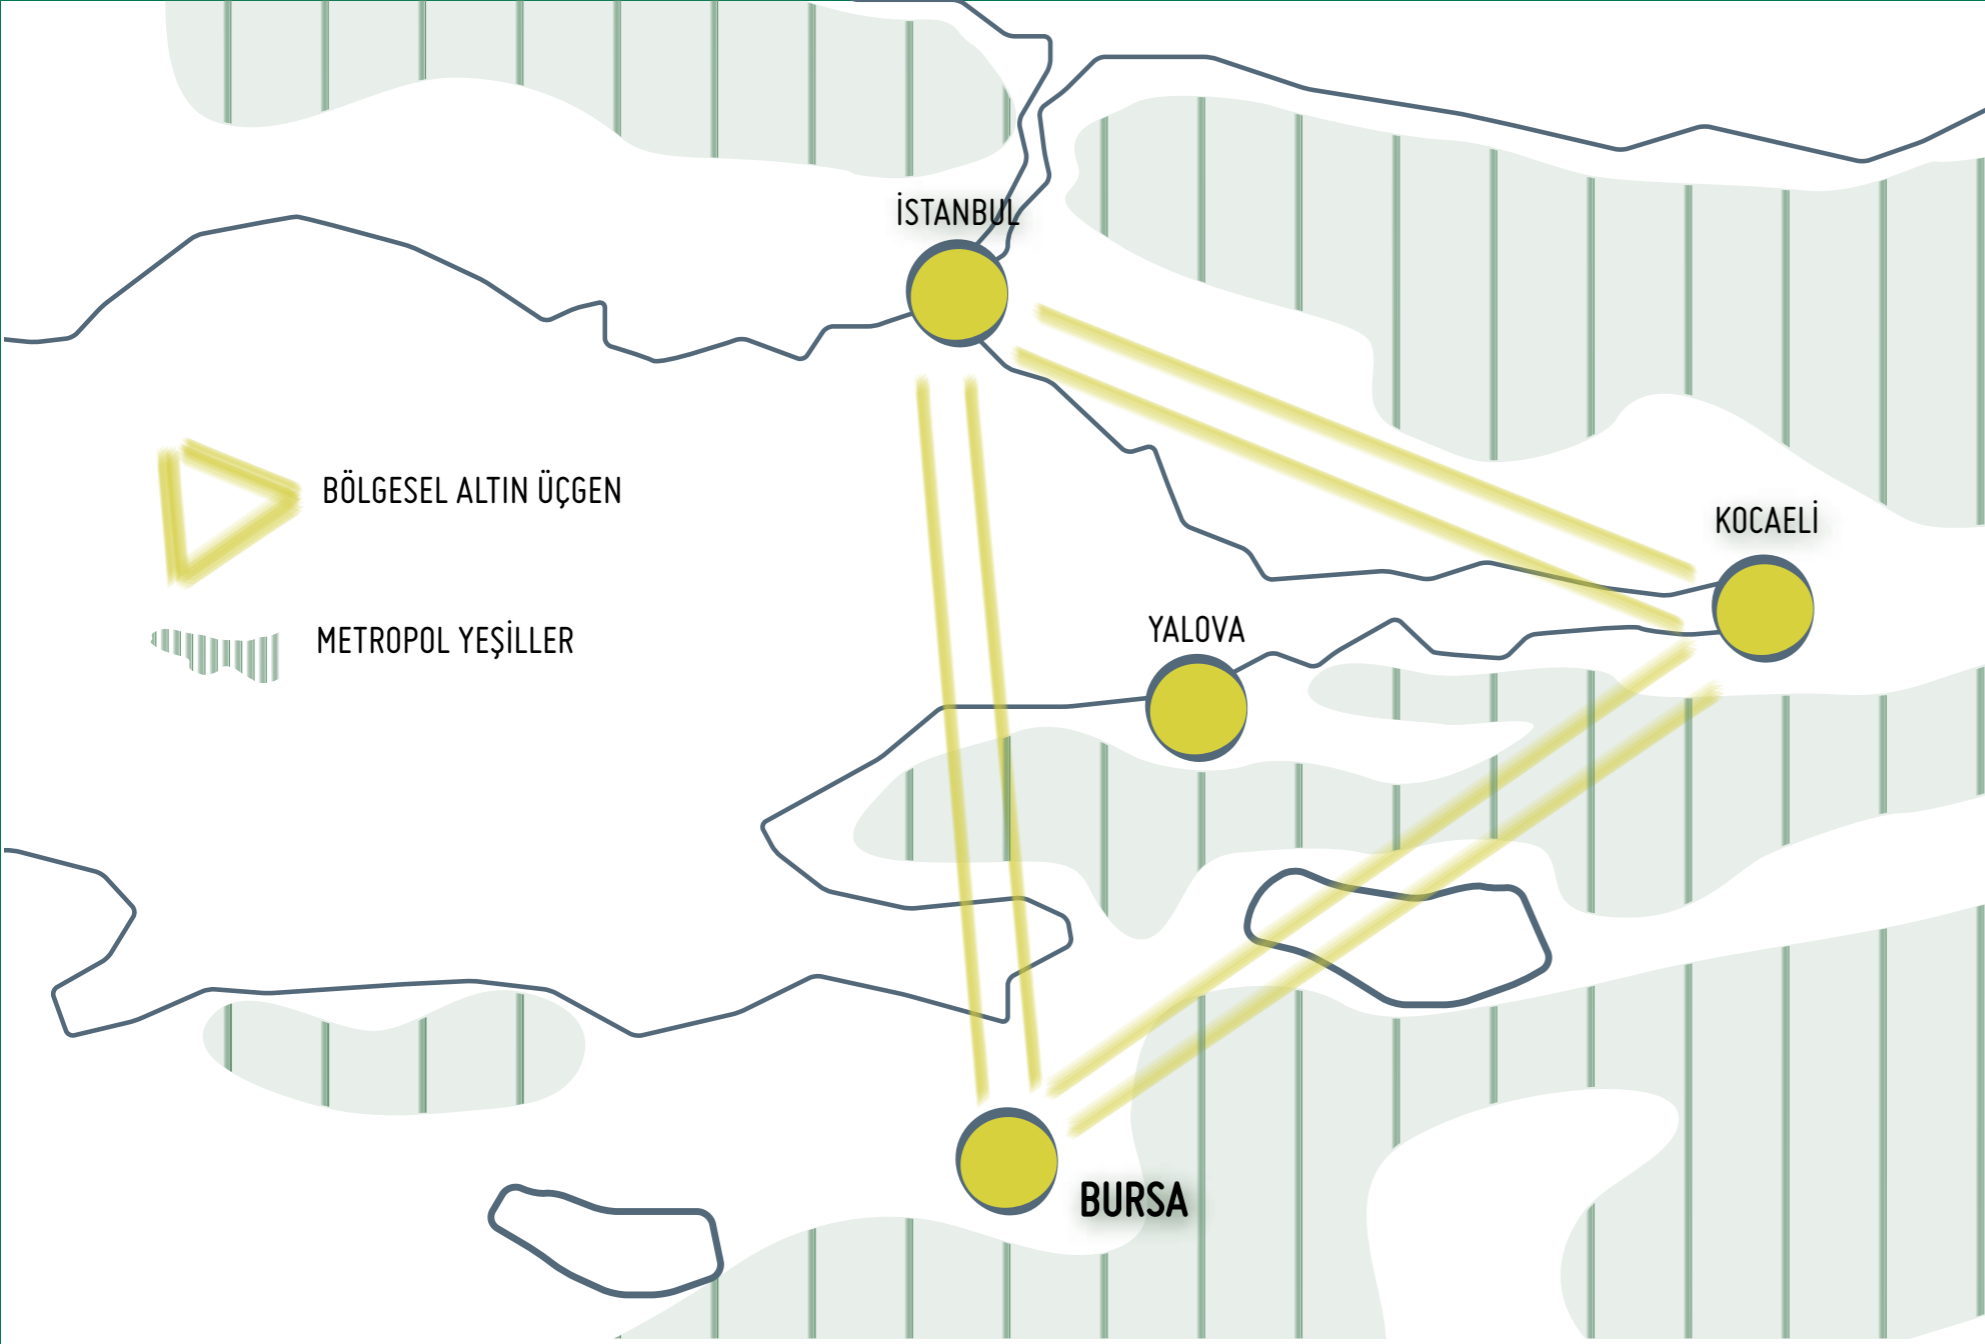 İSTANBUL
BÖLGESEL ALTIN ÜÇGEN
KOCAELİ
YALOVA
METROPOL YEŞİLLER
BURSA